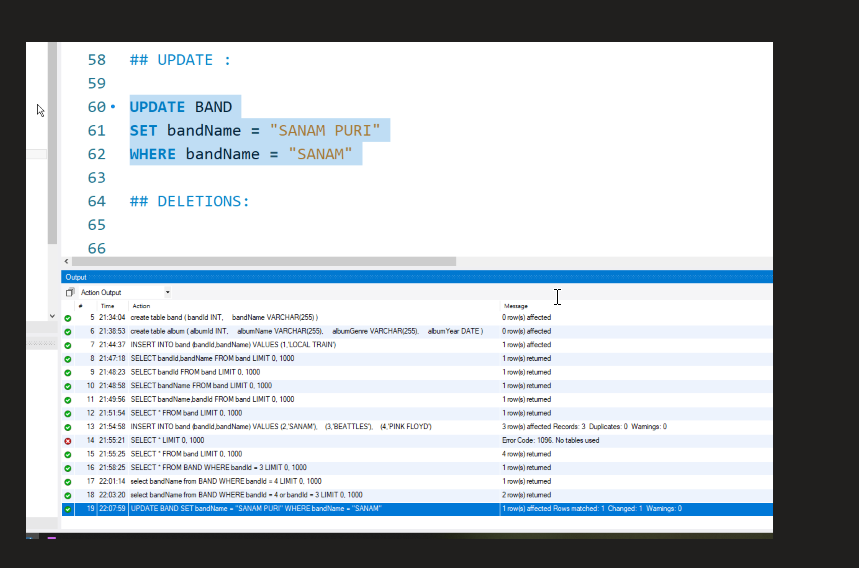 58 ## UPDATE :
59
60 UPDATE BAND
61 SET bandName = "SANAM PURI"
62 WHERE bandName = "SANAM"
63
64 ## DELETIONS:
65
66
Output
Action Output
# Time Action Message
5 21:34:04 create table band ( bandId INT, bandName VARCHAR(255) ) 0 row(s) affected
6 21:38:53 create table album ( albumId INT, albumName VARCHAR(255), albumGenre VARCHAR(255), albumYear DATE ) 0 row(s) affected
7 21:44:37 INSERT INTO band (bandId,bandName) VALUES (1,'LOCAL TRAIN') 1 row(s) affected
8 21:47:18 SELECT bandId,bandName FROM band LIMIT 0, 1000 1 row(s) returned
9 21:48:23 SELECT bandId FROM band LIMIT 0, 1000 1 row(s) returned
10 21:48:58 SELECT bandName FROM band LIMIT 0, 1000 1 row(s) returned
11 21:49:56 SELECT bandName,bandId FROM band LIMIT 0, 1000 1 row(s) returned
12 21:51:54 SELECT * FROM band LIMIT 0, 1000 1 row(s) returned
13 21:54:58 INSERT INTO band (bandId,bandName) VALUES (2,'SANAM'), (3,'BEATTLES'), (4,'PINK FLOYD') 3 row(s) affected Records: 3 Duplicates: 0 Warnings: 0
14 21:55:21 SELECT * LIMIT 0, 1000 Error Code: 1096. No tables used
15 21:55:25 SELECT * FROM band LIMIT 0, 1000 4 row(s) returned
16 21:58:25 SELECT * FROM BAND WHERE bandId = 3 LIMIT 0, 1000 1 row(s) returned
17 22:01:14 select bandName from BAND WHERE bandId = 4 LIMIT 0, 1000 1 row(s) returned
18 22:03:20 select bandName from BAND WHERE bandId = 4 or bandId = 3 LIMIT 0, 1000 2 row(s) returned
19 22:07:59 UPDATE BAND SET bandName = "SANAM PURI" WHERE bandName = "SANAM" 1 row(s) affected Rows matched: 1 Changed: 1 Warnings: 0